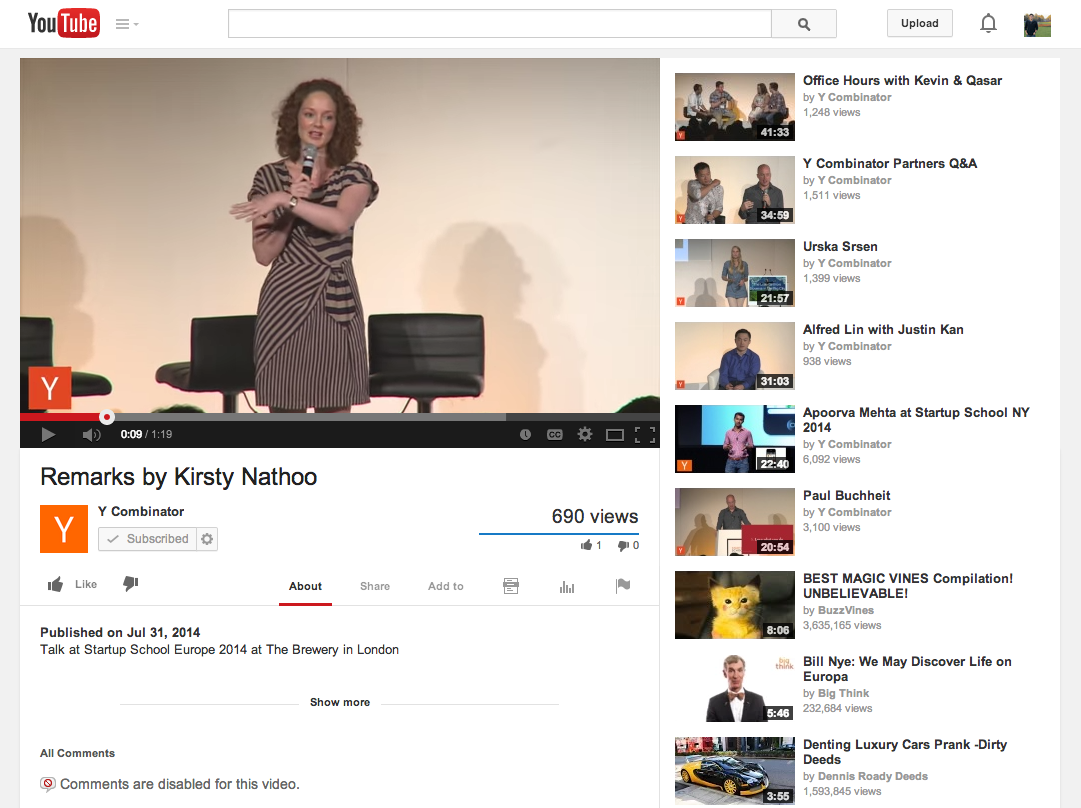 YouTube
Upload
Y
0:09 / 1:19
CC
Remarks by Kirsty Nathoo
Y
Y Combinator
Subscribed
690 views
1 0
Like
About Share Add to
Published on Jul 31, 2014
Talk at Startup School Europe 2014 at The Brewery in London
Show more
All Comments
Comments are disabled for this video.
Y
41:33
Office Hours with Kevin & Qasar
by Y Combinator
1,248 views
Y
34:59
Y Combinator Partners Q&A
by Y Combinator
1,511 views
Y
21:57
Urska Srsen
by Y Combinator
1,399 views
Y
31:03
Alfred Lin with Justin Kan
by Y Combinator
938 views
Y
22:40
Apoorva Mehta at Startup School NY
2014
by Y Combinator
6,092 views
Y
20:54
Paul Buchheit
by Y Combinator
3,100 views
8:06
BEST MAGIC VINES Compilation!
UNBELIEVABLE!
by BuzzVines
3,635,165 views
big
think
5:46
Bill Nye: We May Discover Life on
Europa
by Big Think
232,684 views
3:55
Denting Luxury Cars Prank -Dirty
Deeds
by Dennis Roady Deeds
1,593,845 views